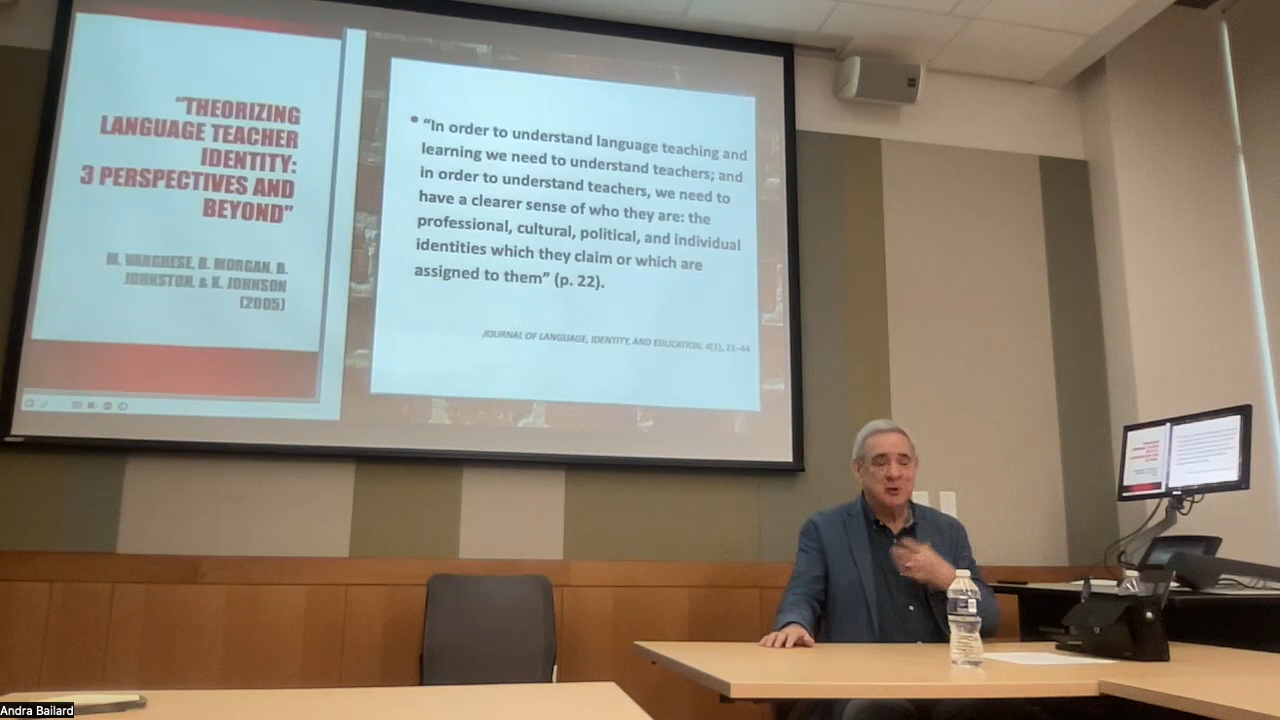 "THEORIZING
LANGUAGE TEACHER
IDENTITY:
3 PERSPECTIVES AND
BEYOND"
M. VARGHESE, B. MORGAN, B.
JOHNSTON, & K. JOHNSON
(2005)
• "In order to understand language teaching and
learning we need to understand teachers; and
in order to understand teachers, we need to
have a clearer sense of who they are: the
professional, cultural, political, and individual
identities which they claim or which are
assigned to them" (p. 22).
JOURNAL OF LANGUAGE, IDENTITY, AND EDUCATION, 4(1), 21–44
Andra Bailard